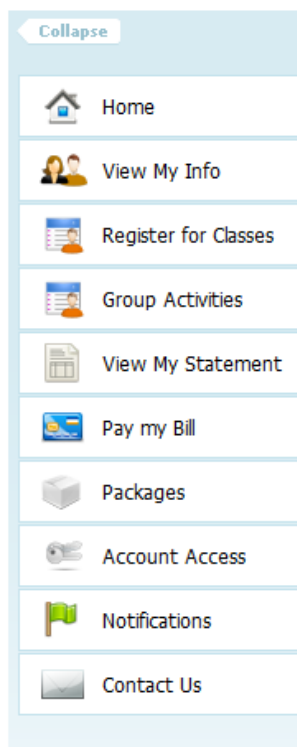 Collapse
Home
View My Info
Register for Classes
Group Activities
View My Statement
Pay my Bill
Packages
Account Access
Notifications
Contact Us